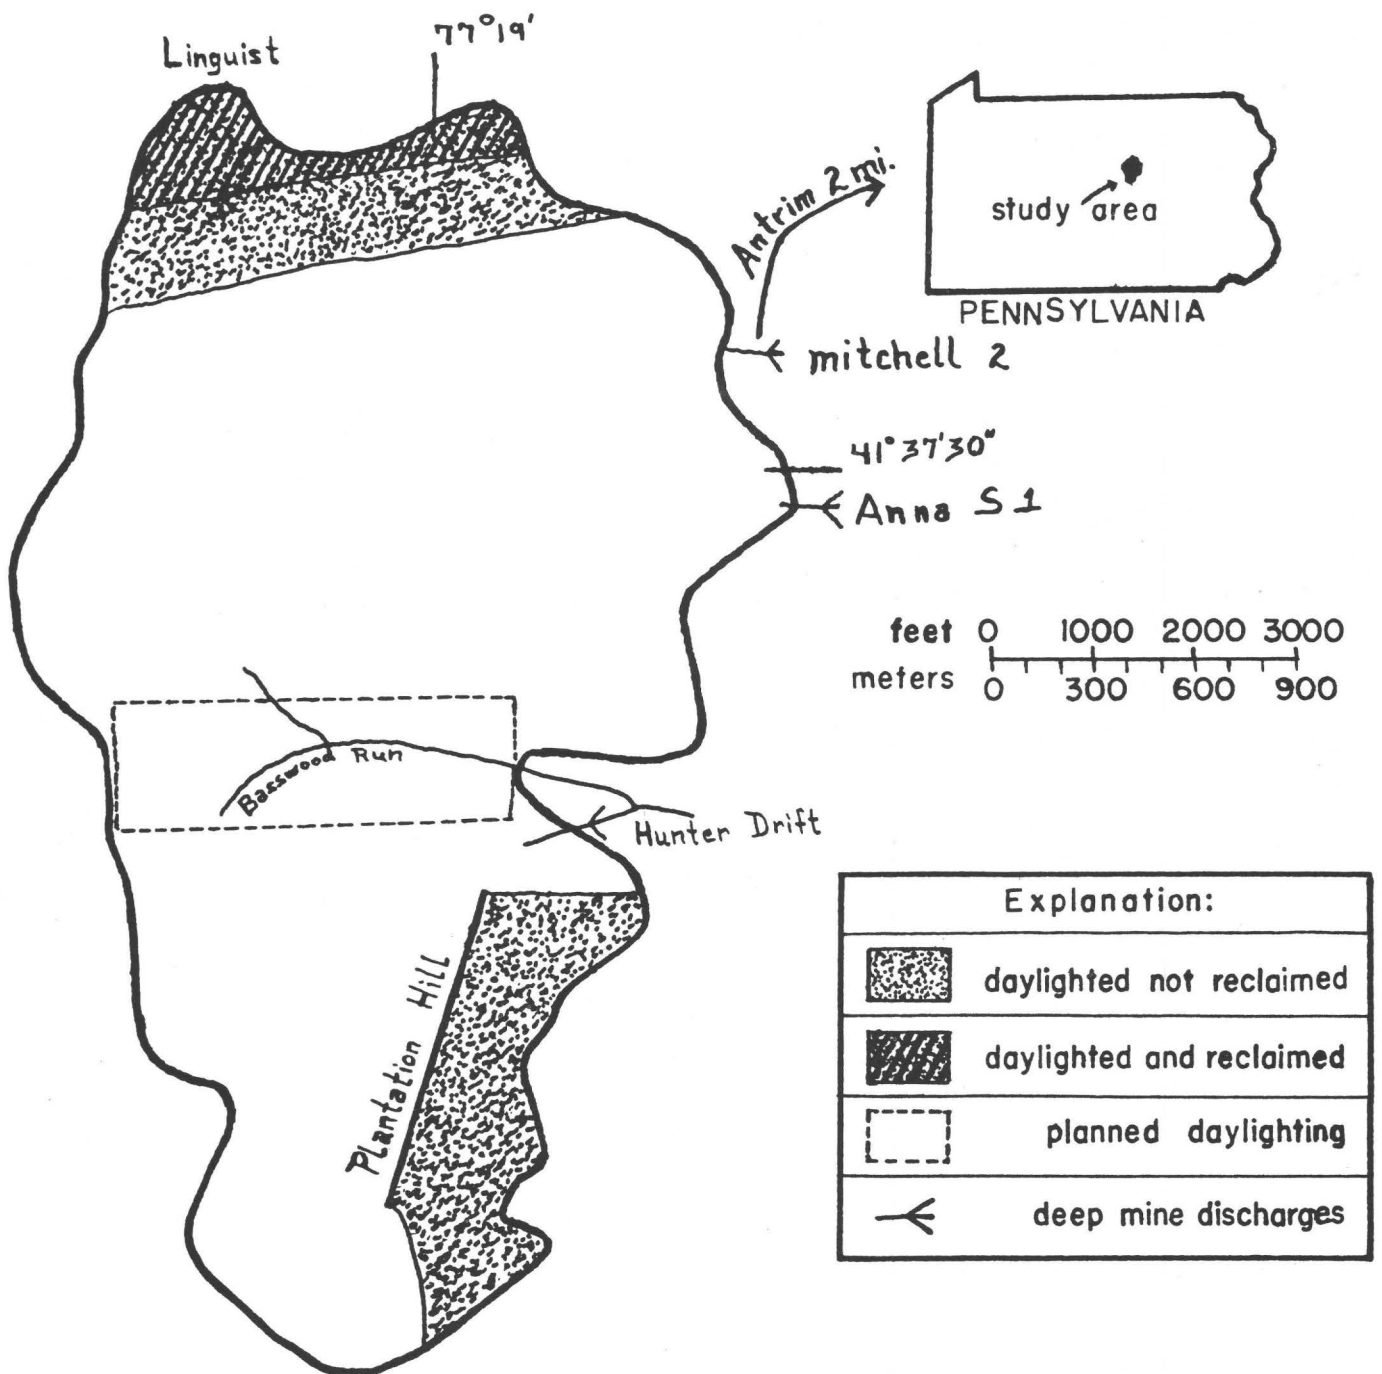 Linguist
77°19'
Antrim 2 mi.
study area
PENNSYLVANIA
mitchell 2
41°37'30"
Anna S 1
feet 0 1000 2000 3000
meters 0 300 600 900
Basswood Run
Hunter Drift
Plantation Hill
Explanation:
daylighted not reclaimed
daylighted and reclaimed
planned daylighting
deep mine discharges